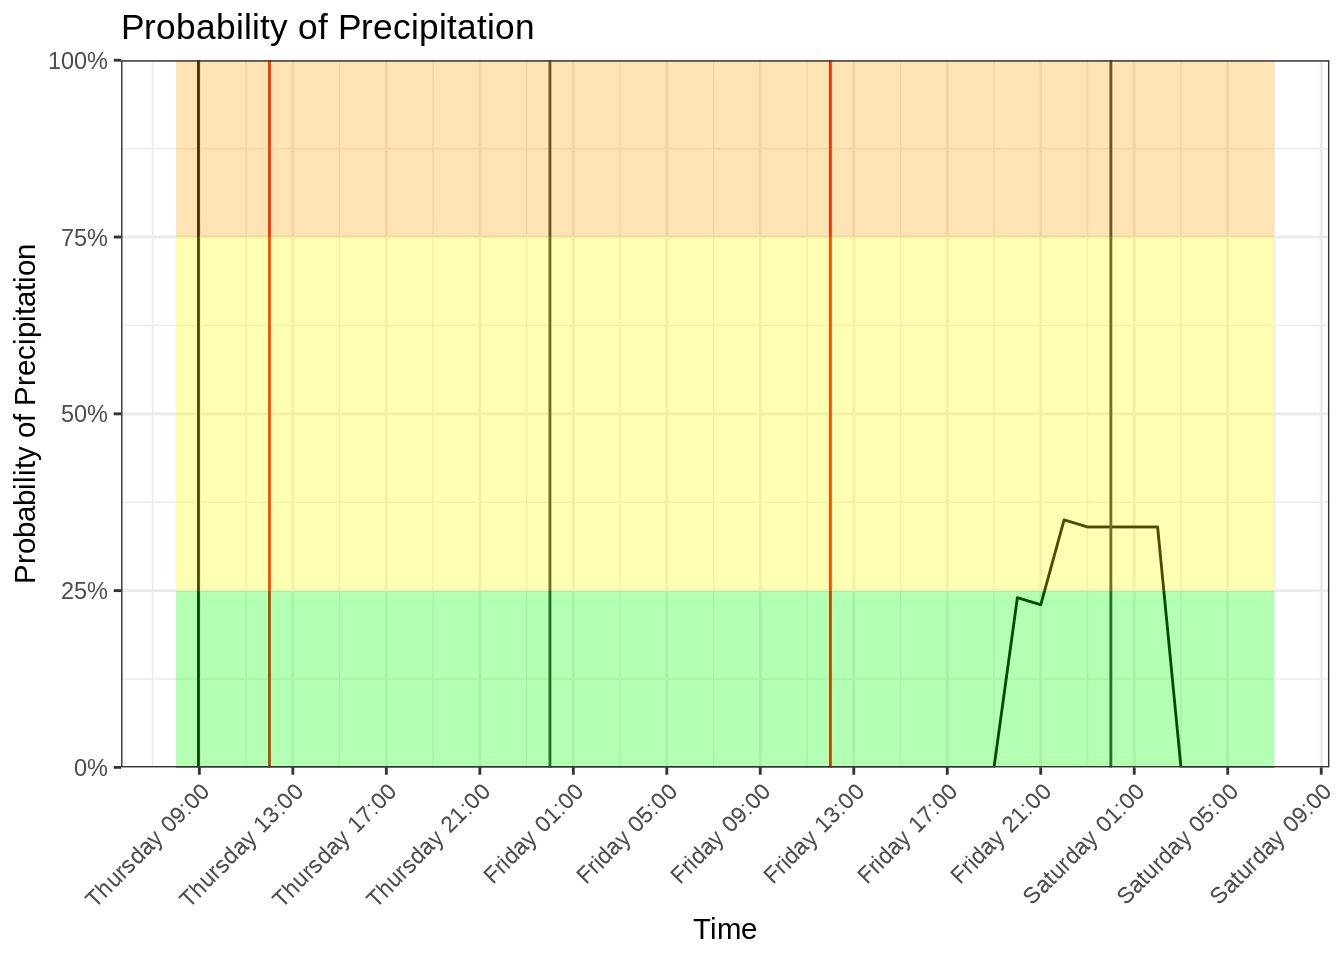 Probability of Precipitation
100%
75%
50%
25%
0%
Probability of Precipitation
Thursday 09:00
Thursday 13:00
Thursday 17:00
Thursday 21:00
Friday 01:00
Friday 05:00
Friday 09:00
Friday 13:00
Friday 17:00
Friday 21:00
Saturday 01:00
Saturday 05:00
Saturday 09:00
Time